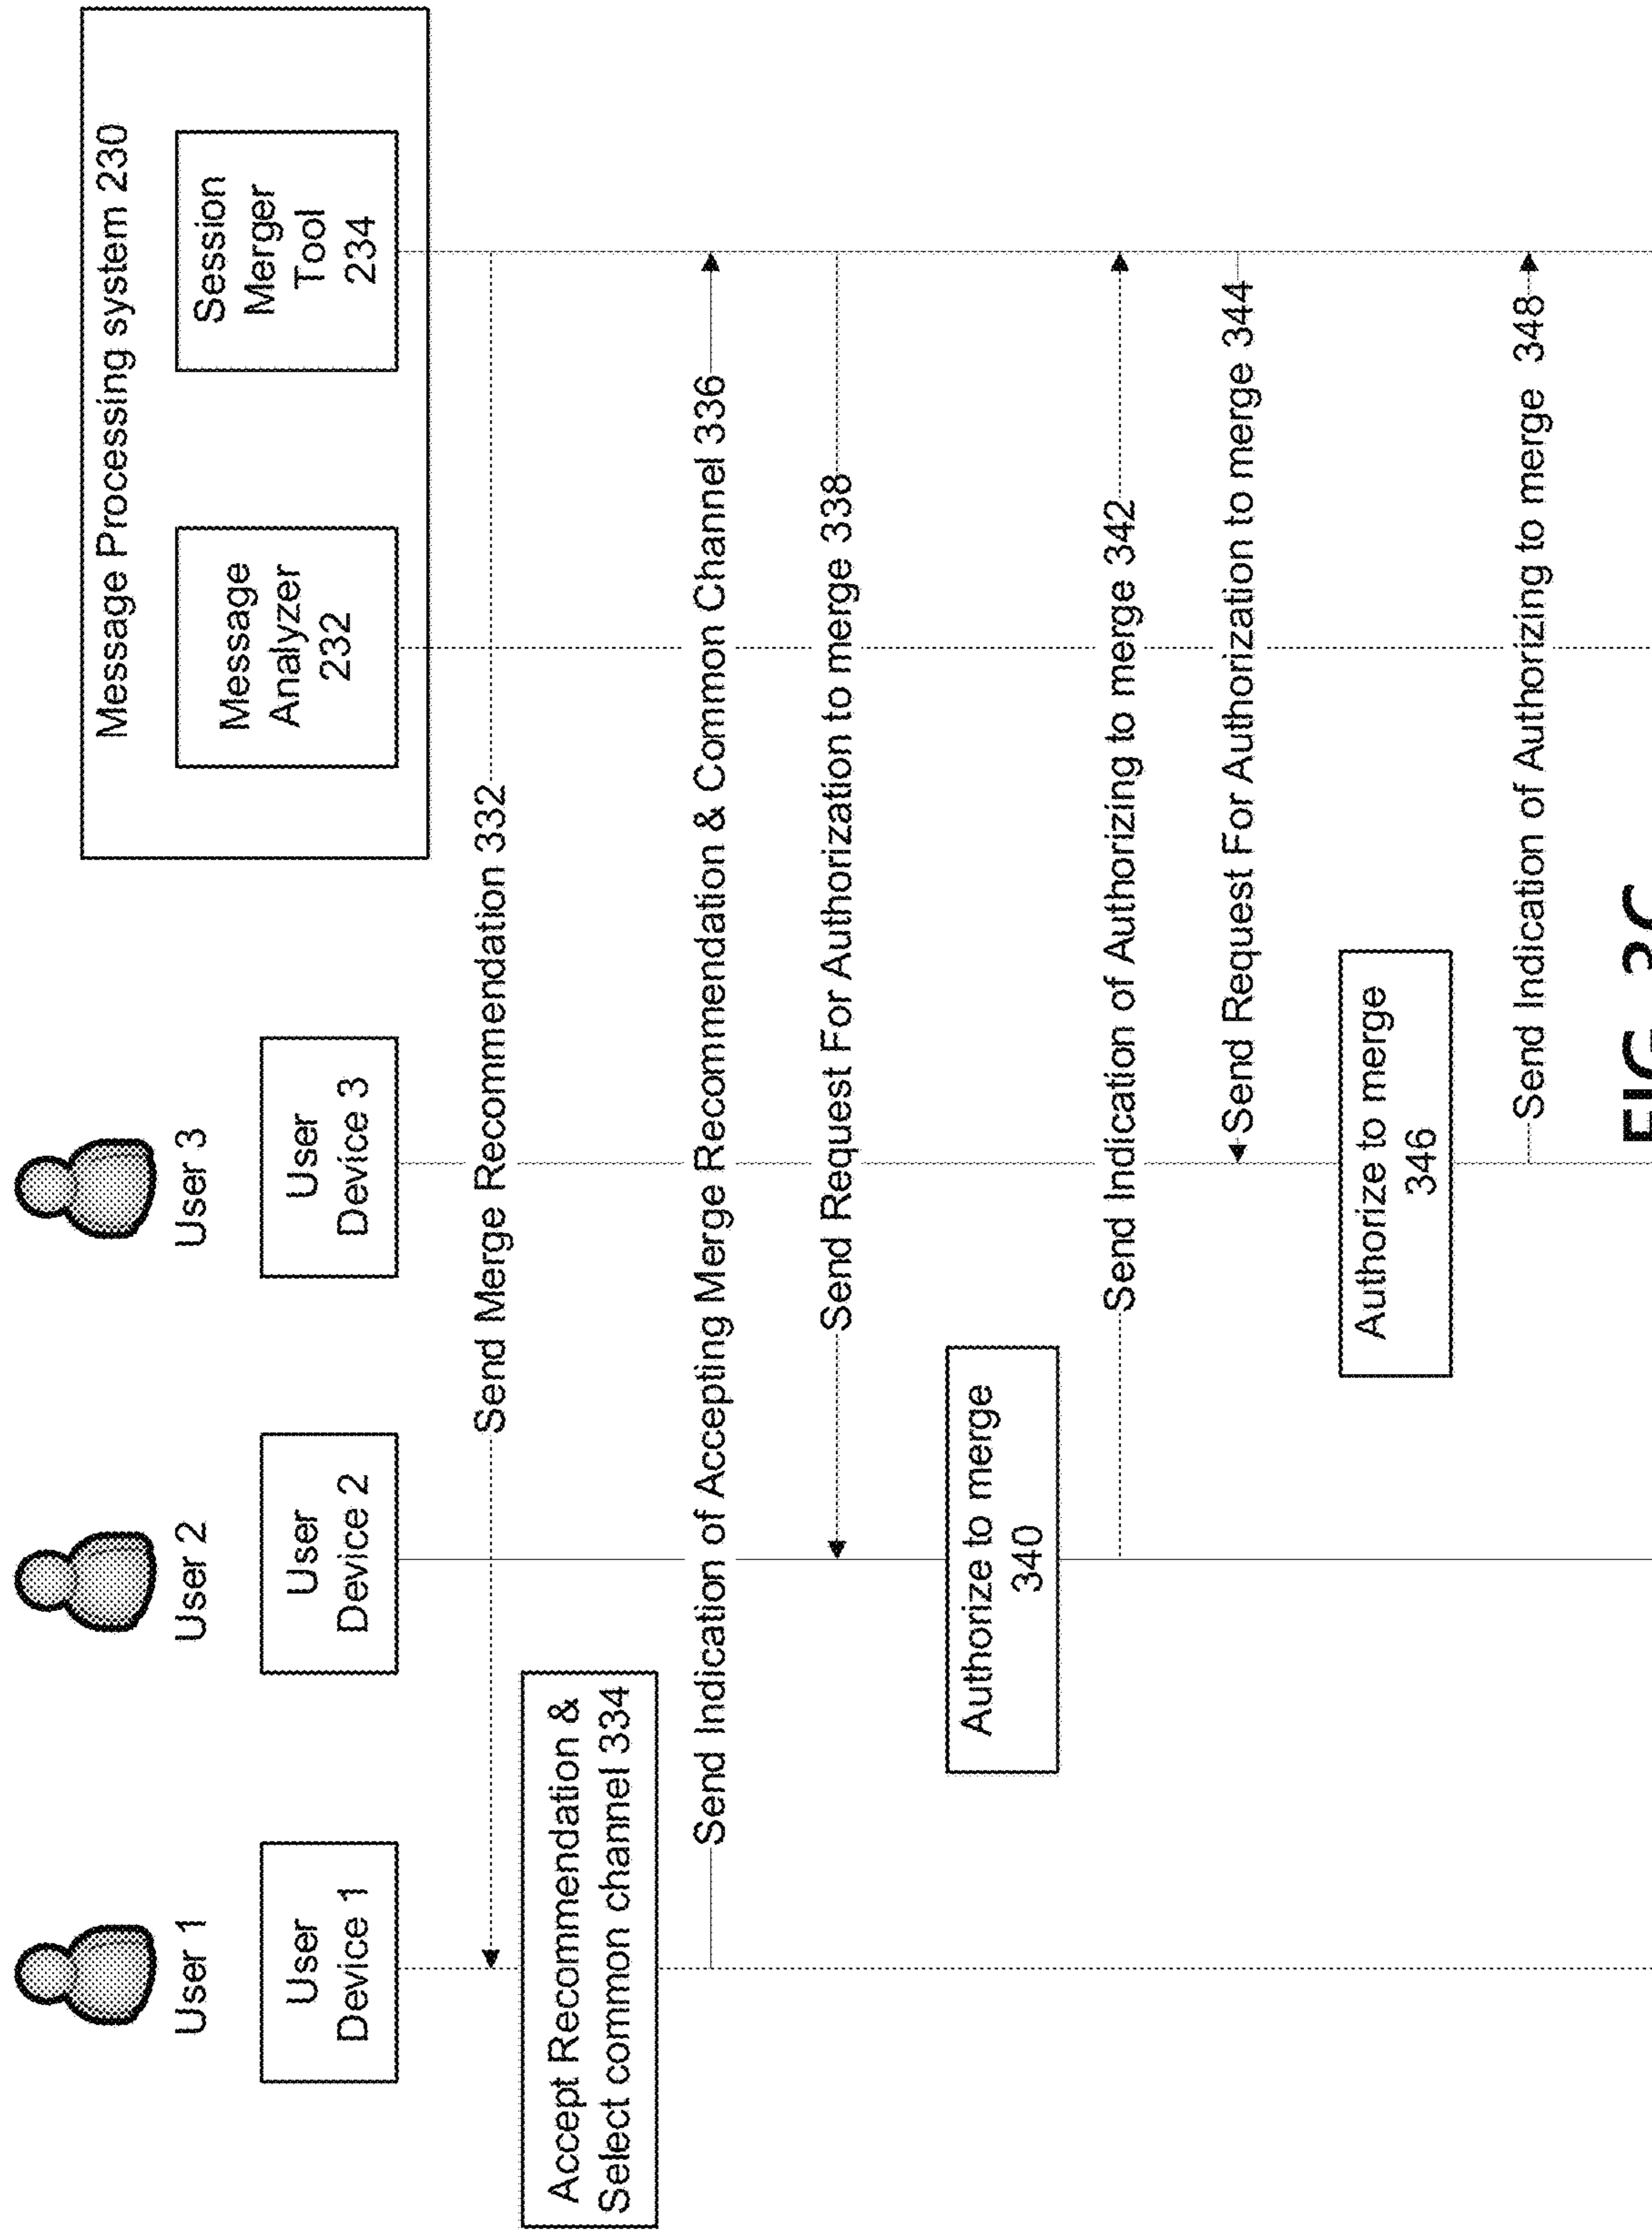 User 1
User 2
User 3
Message Processing system 230
User
Device 1
User
Device 2
User
Device 3
Message
Analyzer
232
Session
Merger
Tool
234
Send Merge Recommendation 332
Accept Recommendation &
Select common channel 334
Send Indication of Accepting Merge Recommendation & Common Channel 336
Send Request For Authorization to merge 338
Authorize to merge
340
Send Indication of Authorizing to merge 342
Send Request For Authorization to merge 344
Authorize to merge
346
Send Indication of Authorizing to merge 348
FIG. 3C